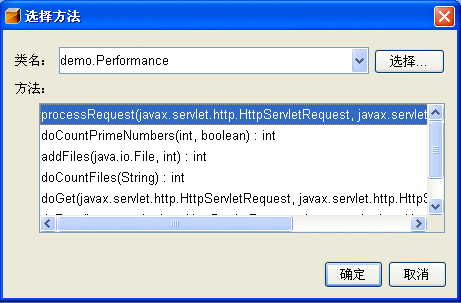 选择方法
类名: demo.Performance 选择...
方法:
processRequest(javax.servlet.http.HttpServletRequest, javax.servlet
doCountPrimeNumbers(int, boolean) : int
addFiles(java.io.File, int) : int
doCountFiles(String) : int
doGet(javax.servlet.http.HttpServletRequest, javax.servlet.http.HttpS
确定 取消